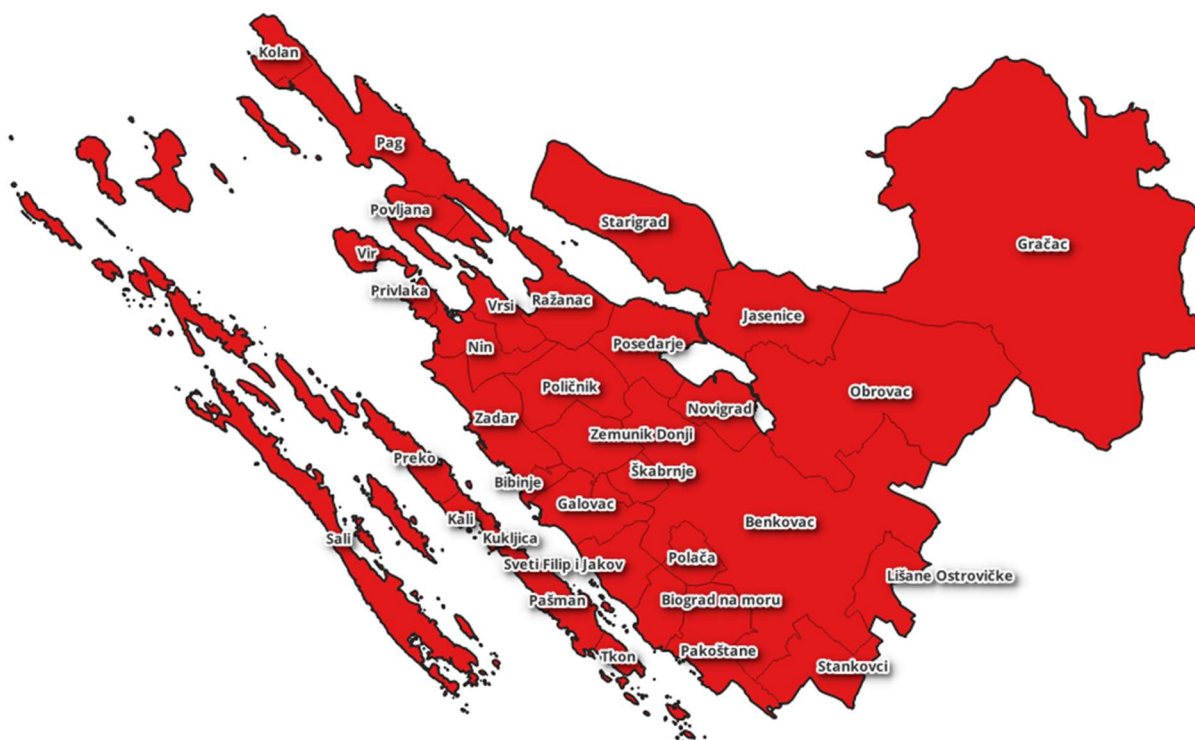 Kolan
Pag
Povljana
Starigrad
Gračac
Vir
Privlaka
Vrsi
Ražanac
Jasenice
Nin
Posedarje
Poličnik
Obrovac
Zadar
Novigrad
Zemunik Donji
Preko
Škabrnje
Bibinje
Galovac
Kali
Benkovac
Sali
Kukljica
Polača
Sveti Filip i Jakov
Lišane Ostrovičke
Pašman
Biograd na moru
Tkon
Pakoštane
Stankovci